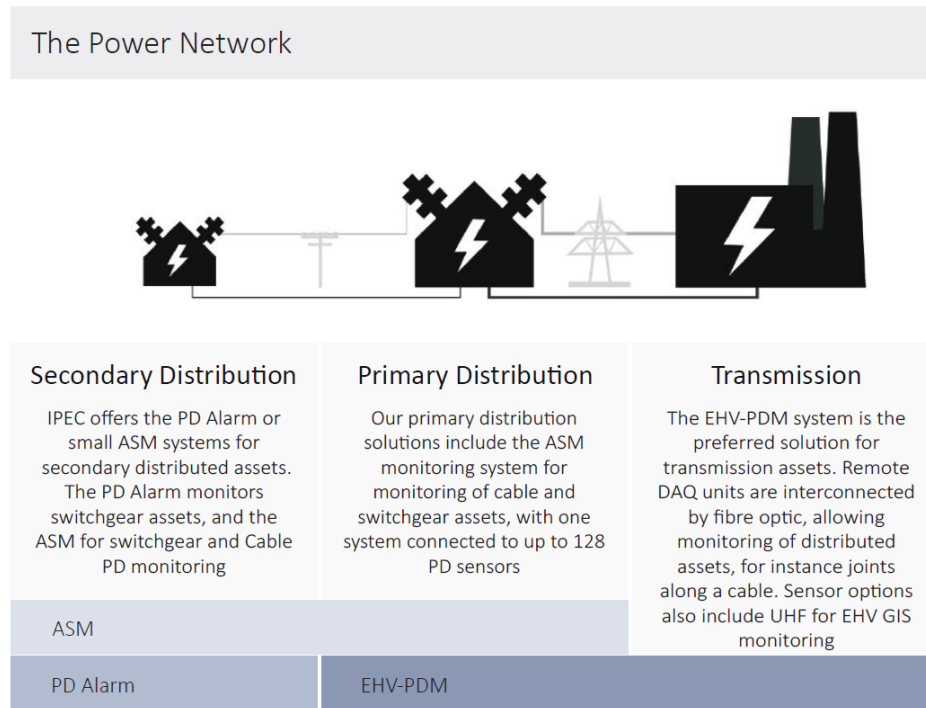 The Power Network
Secondary Distribution
IPEC offers the PD Alarm or
small ASM systems for
secondary distributed assets.
The PD Alarm monitors
switchgear assets, and the
ASM for switchgear and Cable
PD monitoring
Primary Distribution
Our primary distribution
solutions include the ASM
monitoring system for
monitoring of cable and
switchgear assets, with one
system connected to up to 128
PD sensors
Transmission
The EHV-PDM system is the
preferred solution for
transmission assets. Remote
DAQ units are interconnected
by fibre optic, allowing
monitoring of distributed
assets, for instance joints
along a cable. Sensor options
also include UHF for EHV GIS
monitoring
ASM
PD Alarm
EHV-PDM